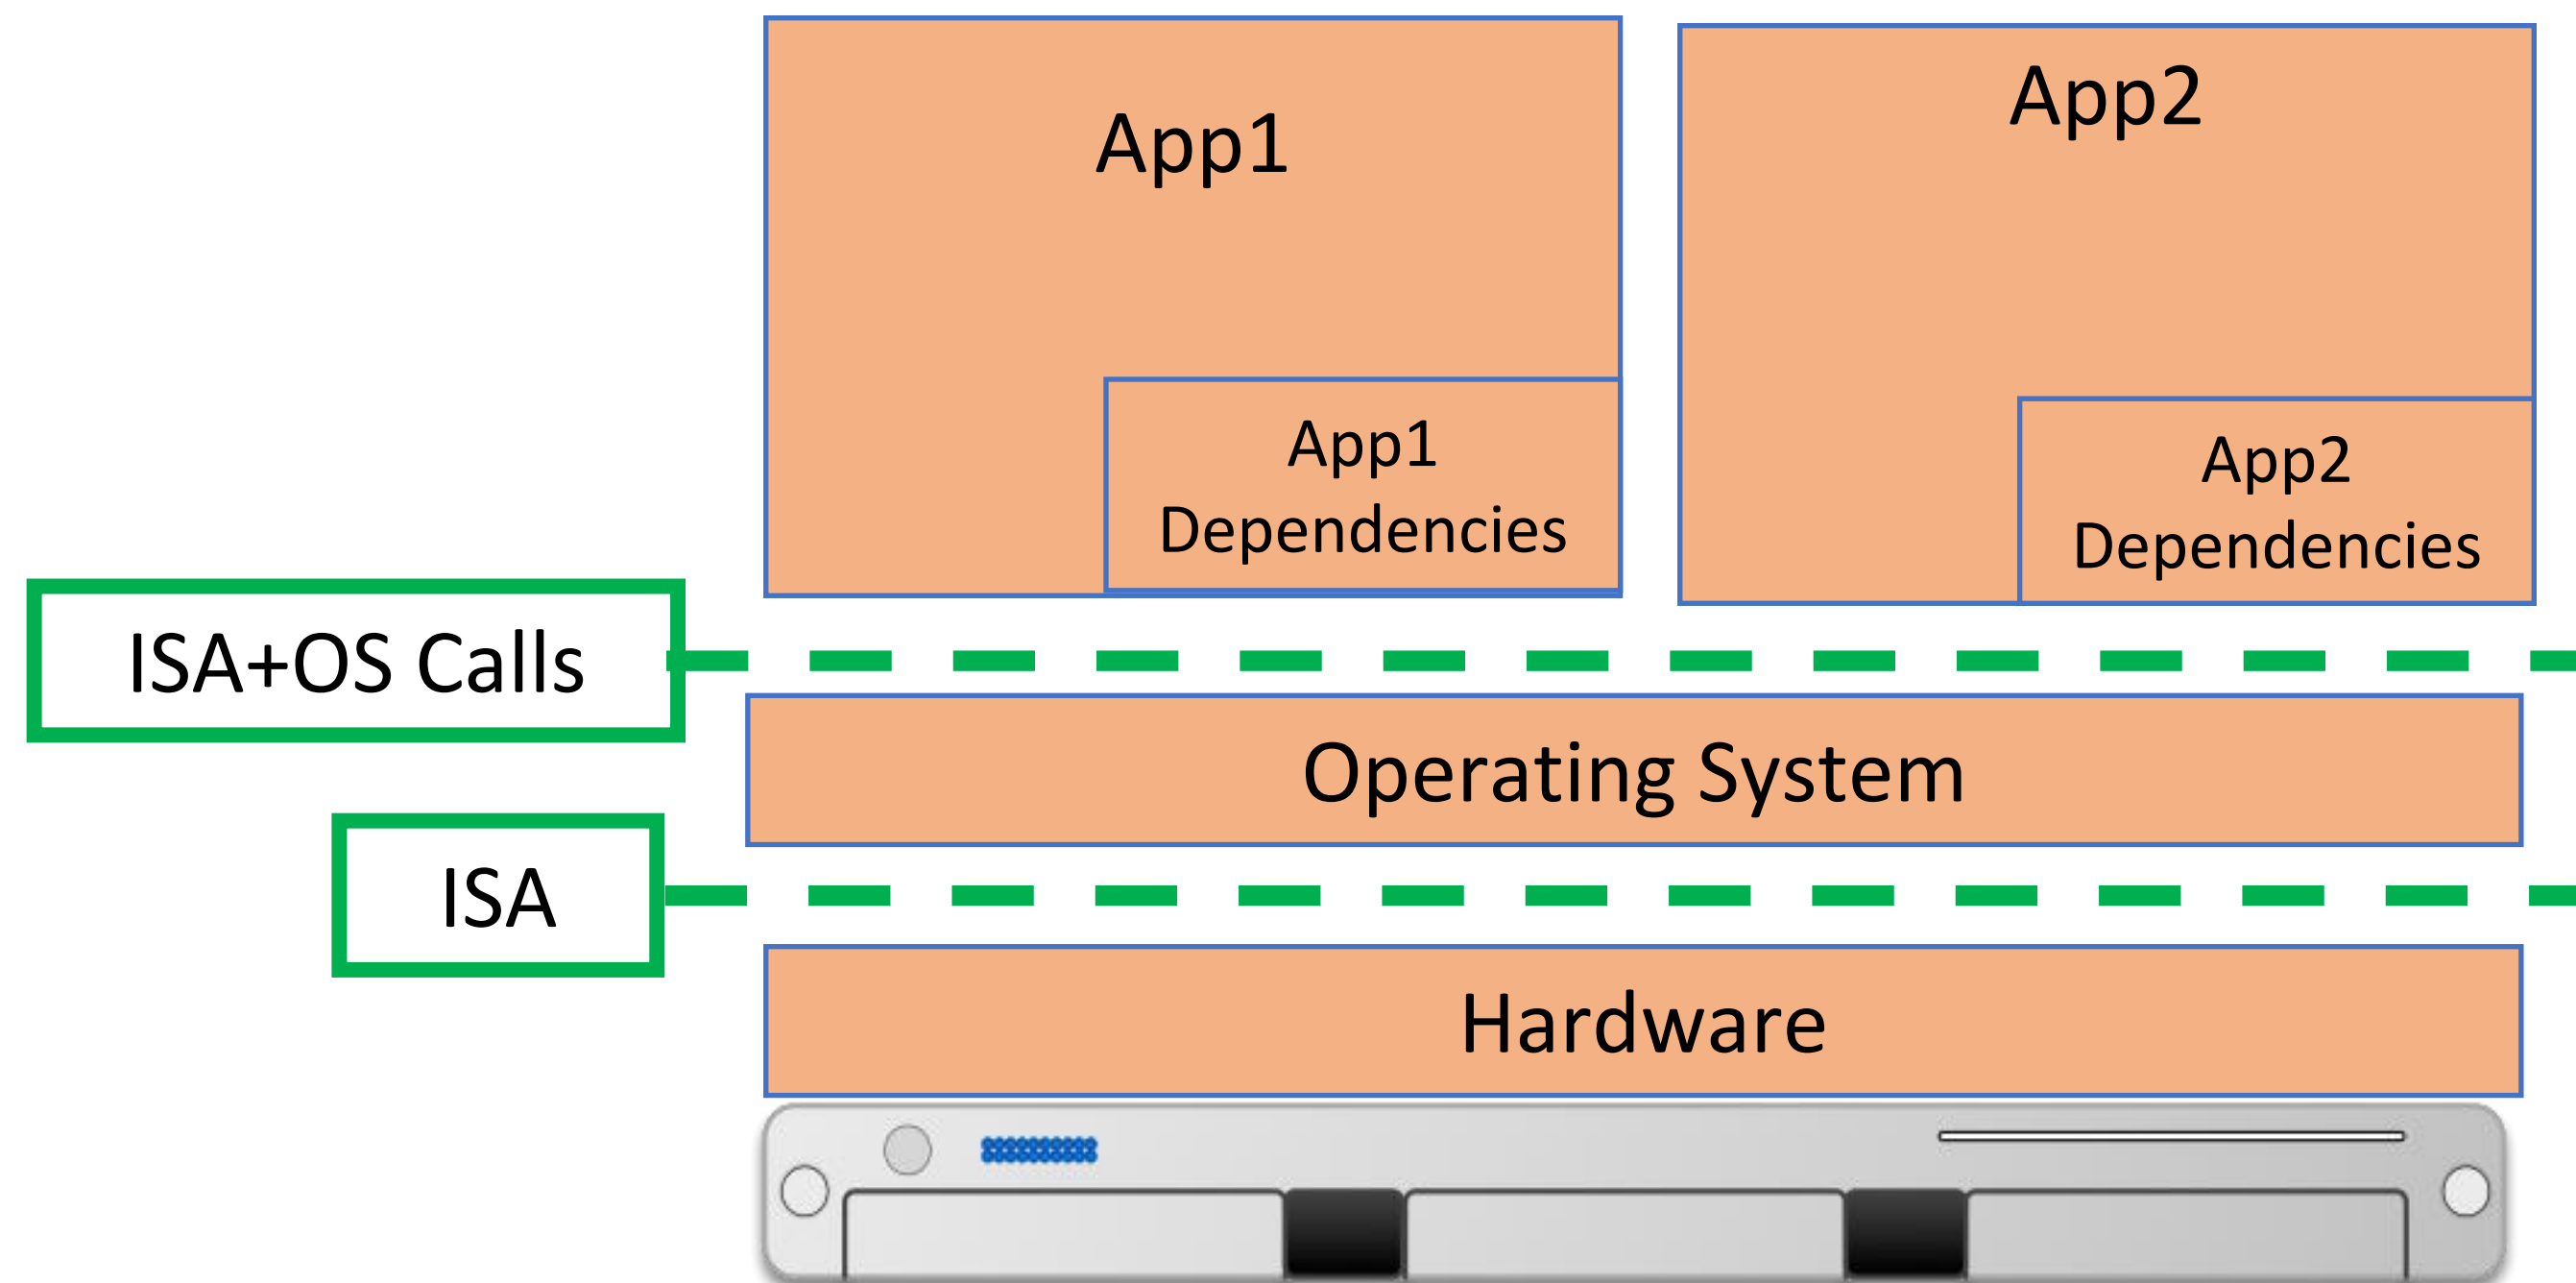 App1
App2
App1
Dependencies
App2
Dependencies
ISA+OS Calls
Operating System
ISA
Hardware